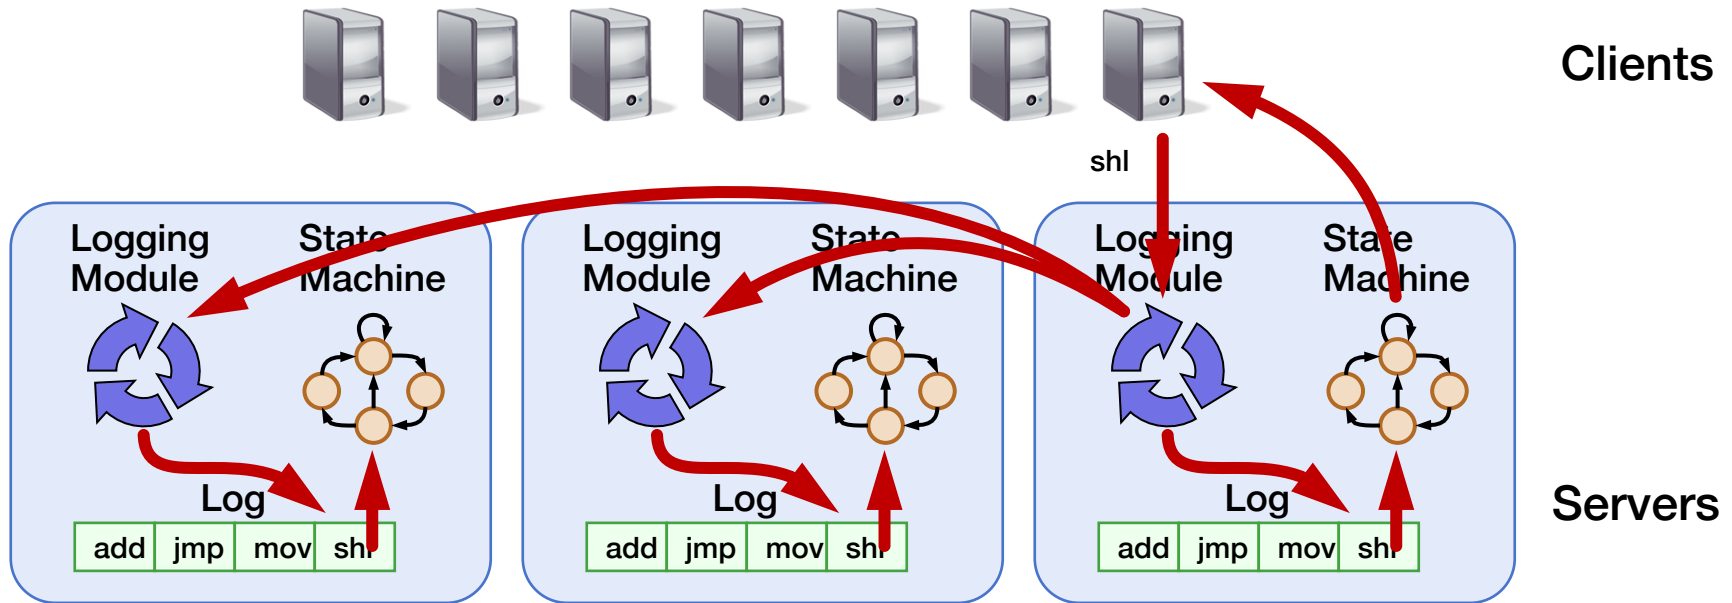 Clients
shl
Logging
Module
State
Machine
Logging
Module
State
Machine
Logging
Module
State
Machine
Log
Log
Log
Servers
add jmp mov shl
add jmp mov shl
add jmp mov shl